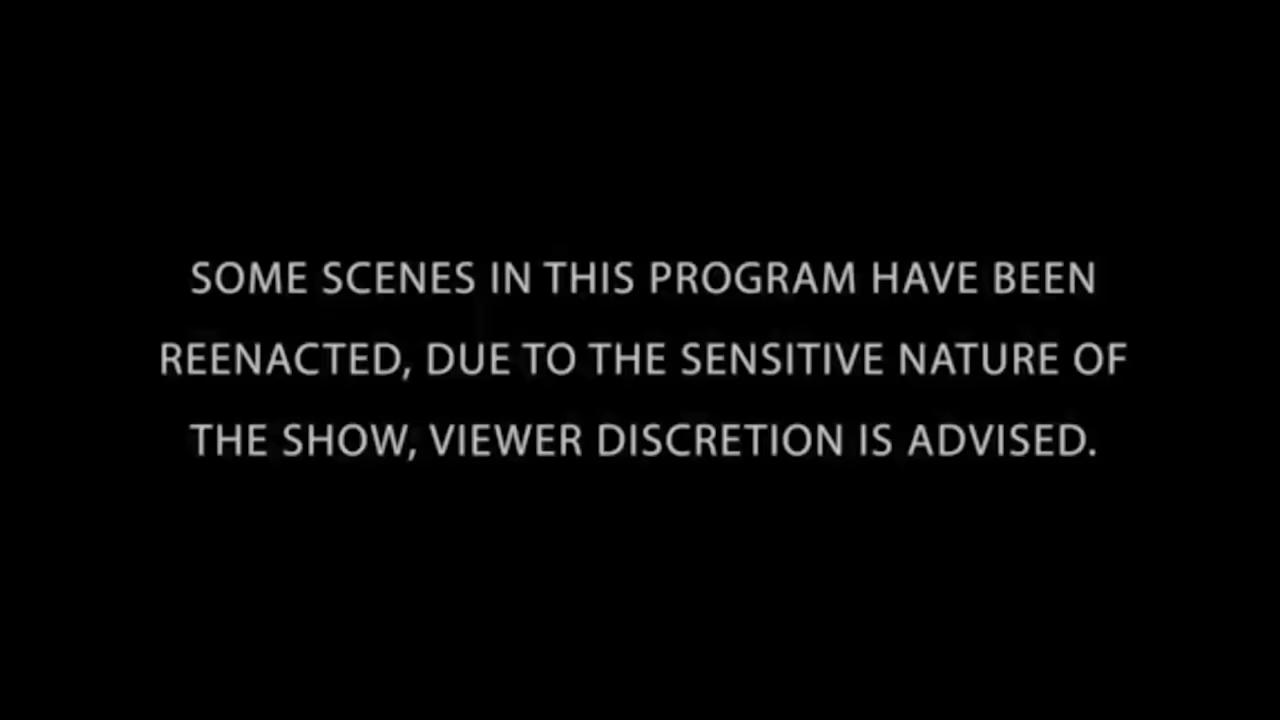 SOME SCENES IN THIS PROGRAM HAVE BEEN
REENACTED, DUE TO THE SENSITIVE NATURE OF
THE SHOW, VIEWER DISCRETION IS ADVISED.